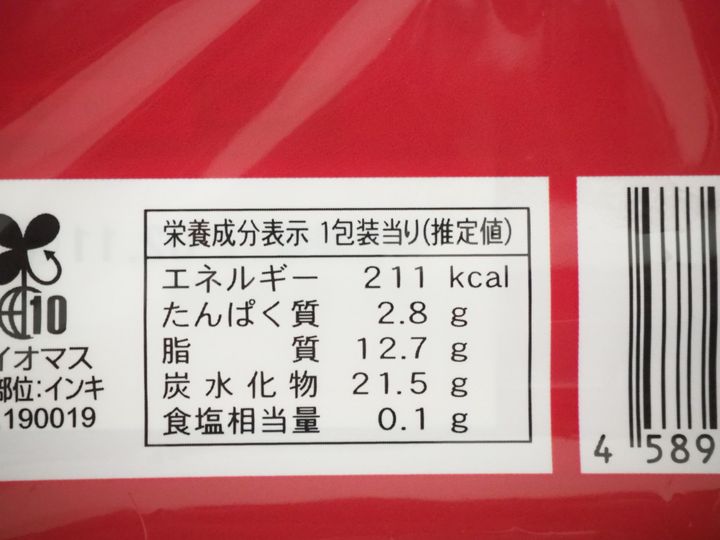 栄養成分表示 1包装当り(推定値)
エネルギー 211 kcal
たんぱく質 2.8 g
脂質 12.7 g
炭水化物 21.5 g
食塩相当量 0.1 g
10
イオマス
部位:インキ
190019
4 589